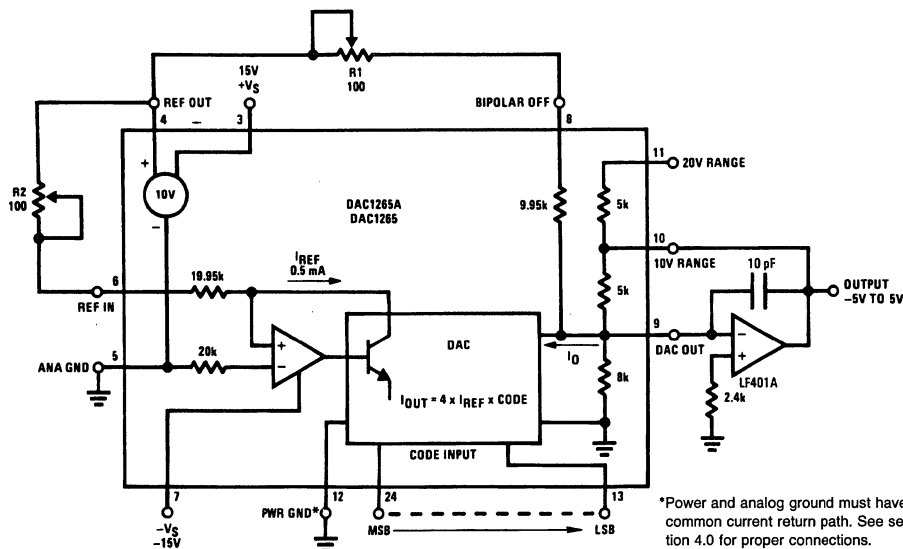 R1
100
15V
+VS
REF OUT
4
–
3
BIPOLAR OFF
8
11
20V RANGE
+
10V
–
R2
100
DAC1265A
DAC1265
9.95k
5k
10
10V RANGE
10 pF
OUTPUT
–5V TO 5V
IREF
0.5 mA
6
19.95k
REF IN
5k
9
DAC OUT
–
+
LF401A
2.4k
+
–
DAC
IO
5
ANA GND
20k
8k
IOUT = 4 x IREF x CODE
CODE INPUT
7
–VS
–15V
12
PWR GND*
24
MSB
13
LSB
*Power and analog ground must have
common current return path. See se
tion 4.0 for proper connections.